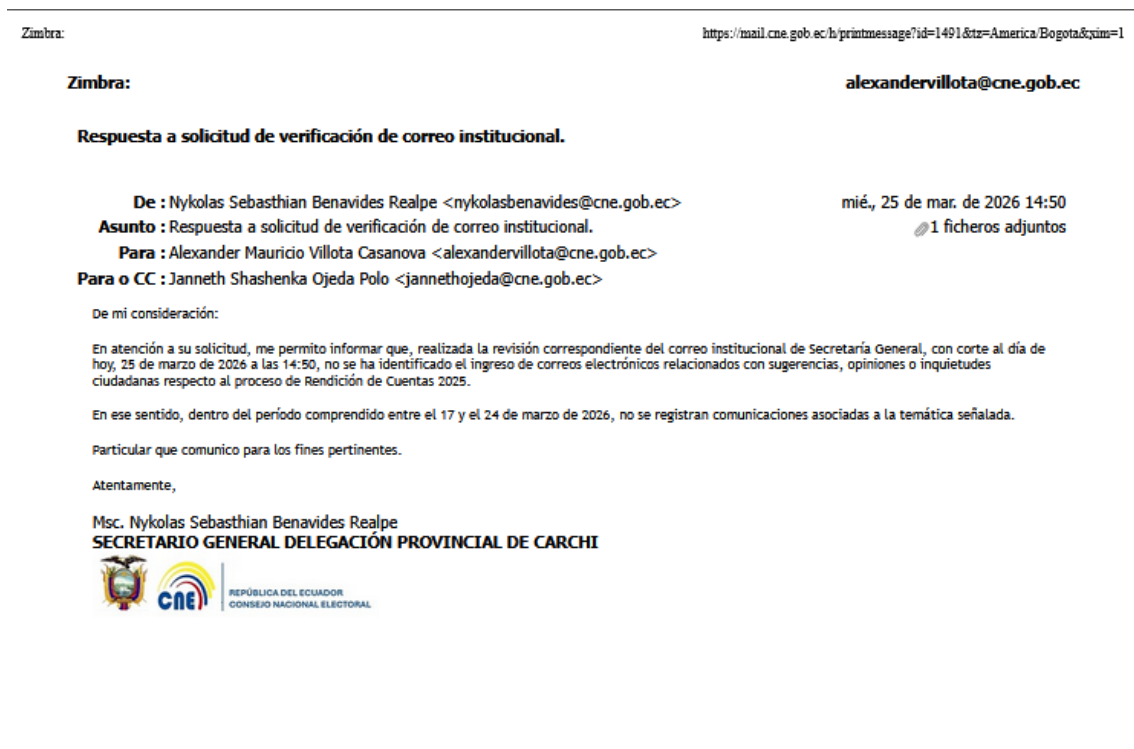 Zimbra:
https://mail.cne.gob.ec/h/printmessage?id=1491&tz=America/Bogota&xim=1
Zimbra:
alexandervillota@cne.gob.ec
Respuesta a solicitud de verificación de correo institucional.
De : Nykolas Sebasthian Benavides Realpe <nykolasbenavides@cne.gob.ec>
mié., 25 de mar. de 2026 14:50
Asunto : Respuesta a solicitud de verificación de correo institucional.
1 ficheros adjuntos
Para : Alexander Mauricio Villota Casanova <alexandervillota@cne.gob.ec>
Para o CC : Janneth Shashenka Ojeda Polo <jannethojeda@cne.gob.ec>
De mi consideración:
En atención a su solicitud, me permito informar que, realizada la revisión correspondiente del correo institucional de Secretaría General, con corte al día de
hoy, 25 de marzo de 2026 a las 14:50, no se ha identificado el ingreso de correos electrónicos relacionados con sugerencias, opiniones o inquietudes
ciudadanas respecto al proceso de Rendición de Cuentas 2025.
En ese sentido, dentro del período comprendido entre el 17 y el 24 de marzo de 2026, no se registran comunicaciones asociadas a la temática señalada.
Particular que comunico para los fines pertinentes.
Atentamente,
Msc. Nykolas Sebasthian Benavides Realpe
SECRETARIO GENERAL DELEGACIÓN PROVINCIAL DE CARCHI
cne
REPÚBLICA DEL ECUADOR
CONSEJO NACIONAL ELECTORAL